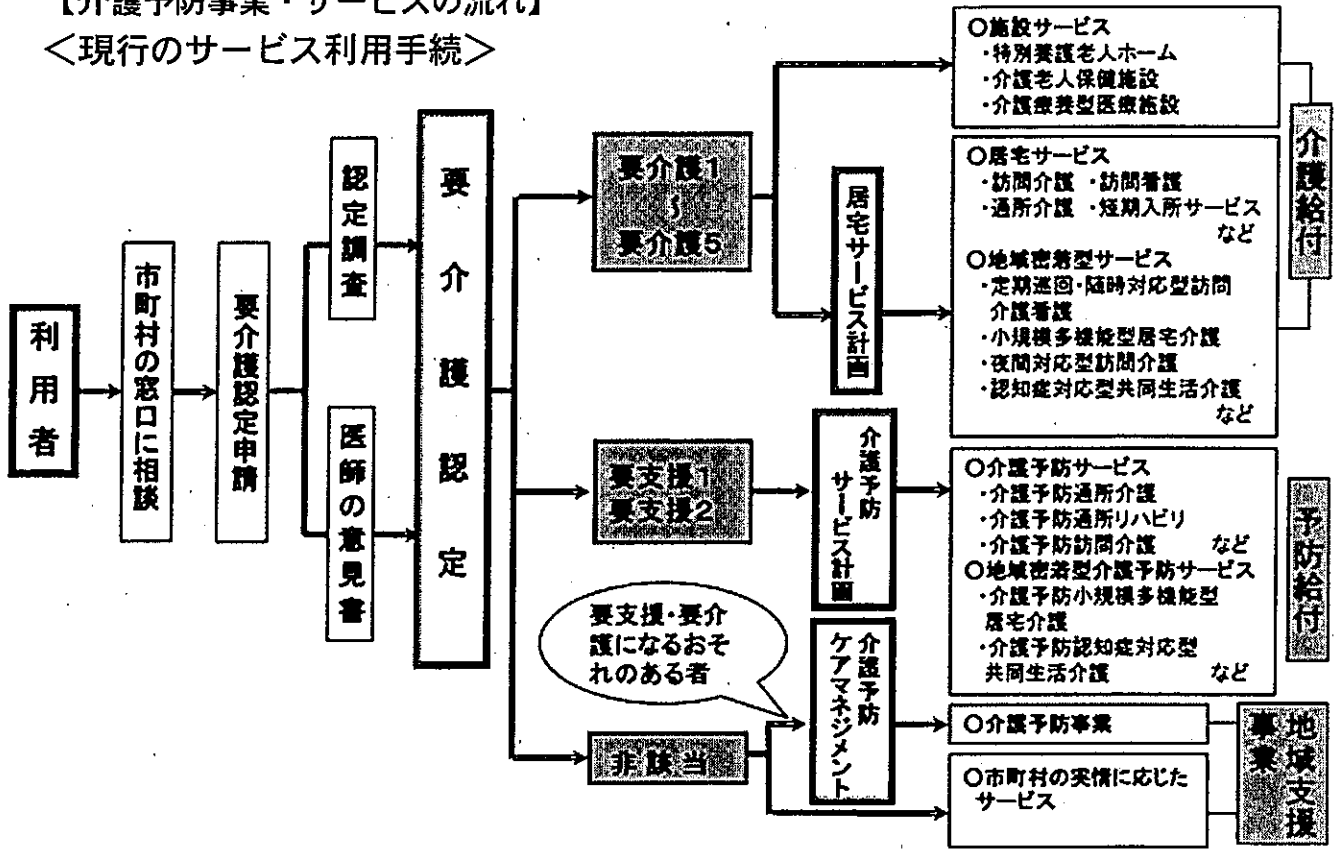 【介護予防事業・サービスの流れ】
＜現行のサービス利用手続＞
利用者
市町村の窓口に相談
要介護認定申請
認定調査
医師の意見書
要介護認定
要介護1
～
要介護5
要支援1
要支援2
非該当
要支援・要介
護になるおそ
れのある者
居宅サービス計画
介護予防
サービス計画
介護予防
ケアマネジメント
○施設サービス
・特別養護老人ホーム
・介護老人保健施設
・介護療養型医療施設
○居宅サービス
・訪問介護 ・訪問看護
・通所介護 ・短期入所サービス
など
○地域密着型サービス
・定期巡回・随時対応型訪問
介護看護
・小規模多機能型居宅介護
・夜間対応型訪問介護
・認知症対応型共同生活介護
など
○介護予防サービス
・介護予防通所介護
・介護予防通所リハビリ
・介護予防訪問介護 など
○地域密着型介護予防サービス
・介護予防小規模多機能型
居宅介護
・介護予防認知症対応型
共同生活介護 など
○介護予防事業
○市町村の実情に応じた
サービス
介護給付
予防給付
地域支援
事業